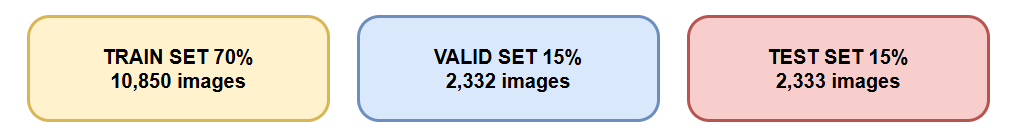 TRAIN SET 70%
10,850 images
VALID SET 15%
2,332 images
TEST SET 15%
2,333 images